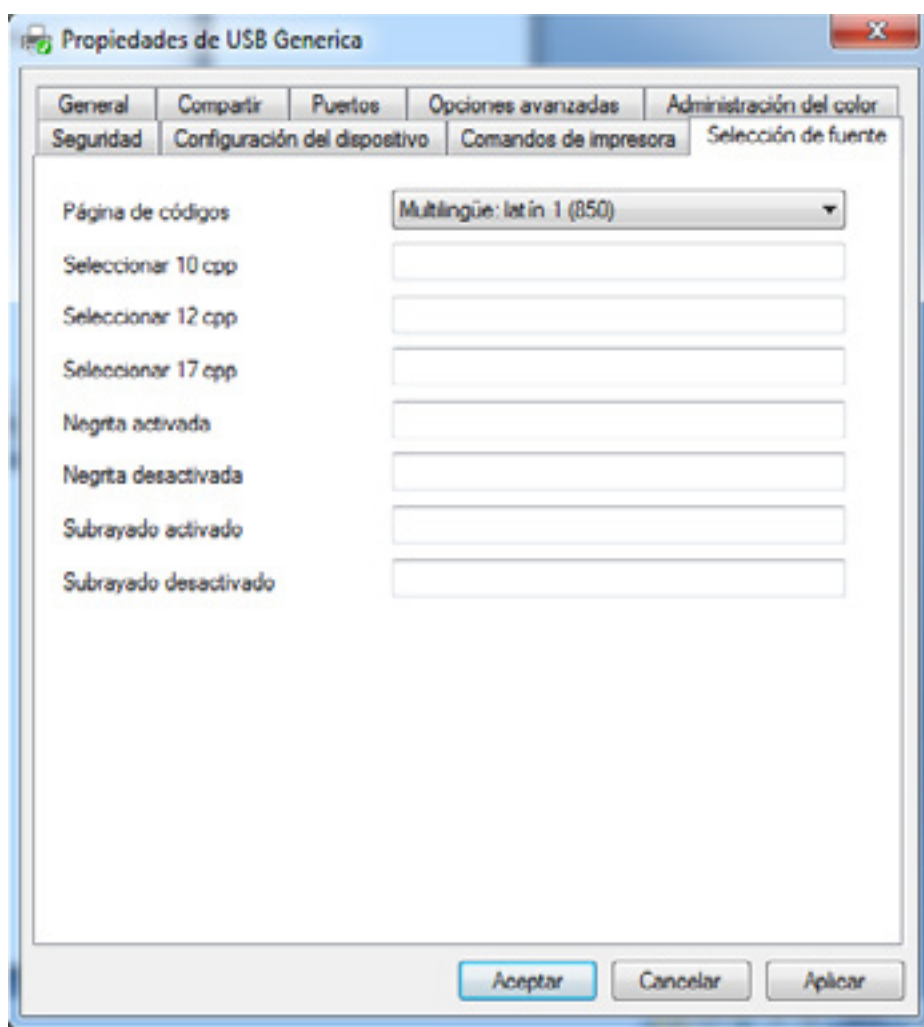 Propiedades de USB Generica
General Compartir Puertos Opciones avanzadas Administración del color
Seguridad Configuración del dispositivo Comandos de impresora Selección de fuente
Página de códigos Multilingüe: latín 1 (850)
Seleccionar 10 cpp
Seleccionar 12 cpp
Seleccionar 17 cpp
Negrita activada
Negrita desactivada
Subrayado activado
Subrayado desactivado
Aceptar Cancelar Aplicar